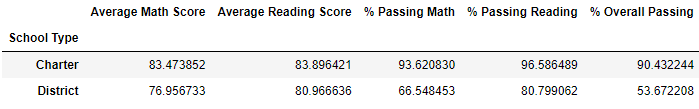 Average Math Score Average Reading Score % Passing Math % Passing Reading % Overall Passing
School Type
Charter 83.473852 83.896421 93.620830 96.586489 90.432244
District 76.956733 80.966636 66.548453 80.799062 53.672208